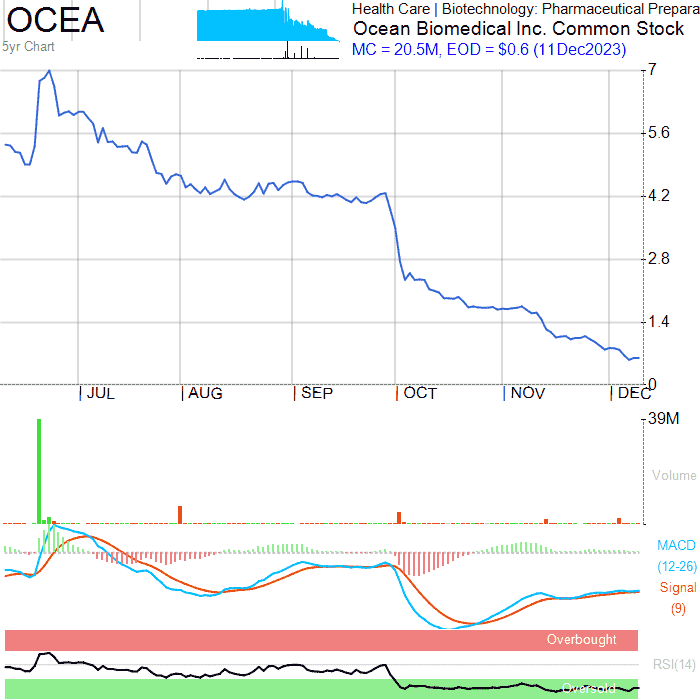 OCEA
Health Care | Biotechnology: Pharmaceutical Prepara
Ocean Biomedical Inc. Common Stock
5yr Chart
MC = 20.5M, EOD = $0.6 (11Dec2023)
7
5.6
4.2
2.8
1.4
0
JUL AUG SEP OCT NOV DEC
39M
Volume
MACD
(12-26)
Signal
(9)
Overbought
RSI(14)
Oversold